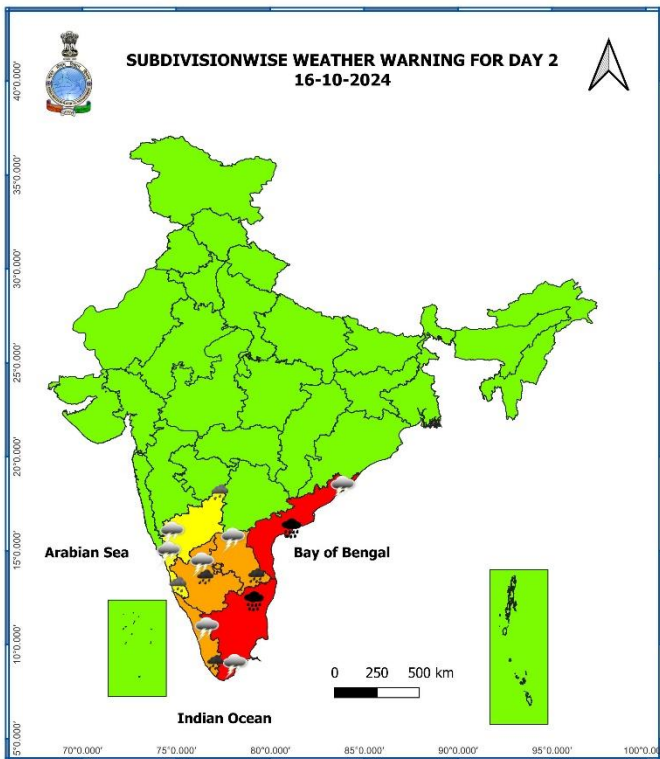 SUBDIVISIONWISE WEATHER WARNING FOR DAY 2
16-10-2024
40°0.000'
35°0.000'
30°0.000'
25°0.000'
20°0.000'
15°0.000'
10°0.000'
5°0.000'
Arabian Sea
Bay of Bengal
0 250 500 km
Indian Ocean
70°0.000' 75°0.000' 80°0.000' 85°0.000' 90°0.000' 95°0.000' 100°0.0